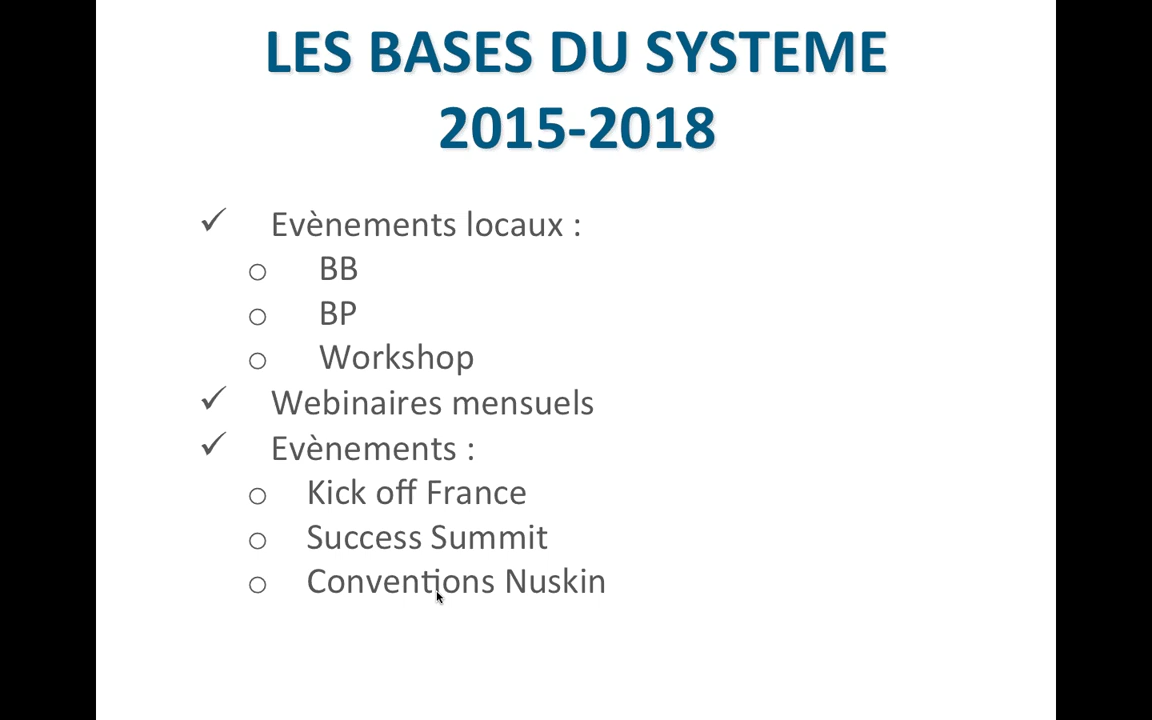 LES BASES DU SYSTEME
2015-2018
✓ Evènements locaux :
o BB
o BP
o Workshop
✓ Webinaires mensuels
✓ Evènements :
o Kick off France
o Success Summit
o Conventions Nuskin